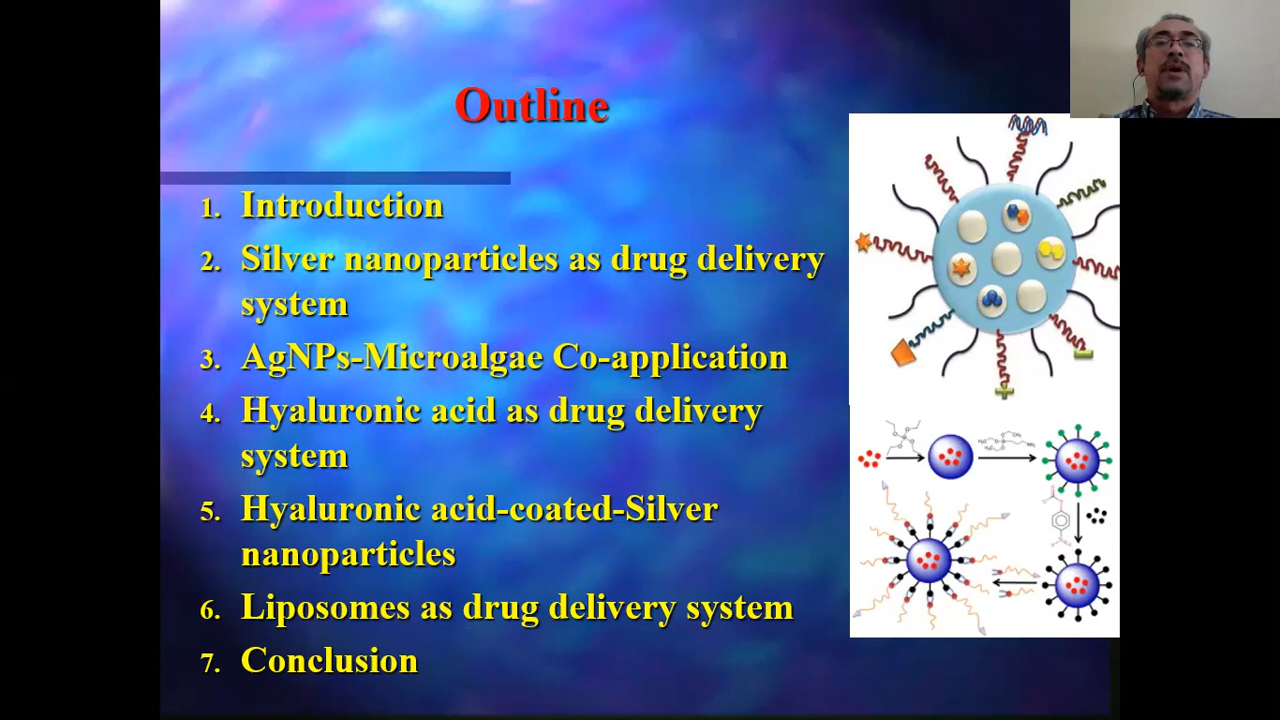 Outline
1. Introduction
2. Silver nanoparticles as drug delivery
system
3. AgNPs-Microalgae Co-application
4. Hyaluronic acid as drug delivery
system
5. Hyaluronic acid-coated-Silver
nanoparticles
6. Liposomes as drug delivery system
7. Conclusion